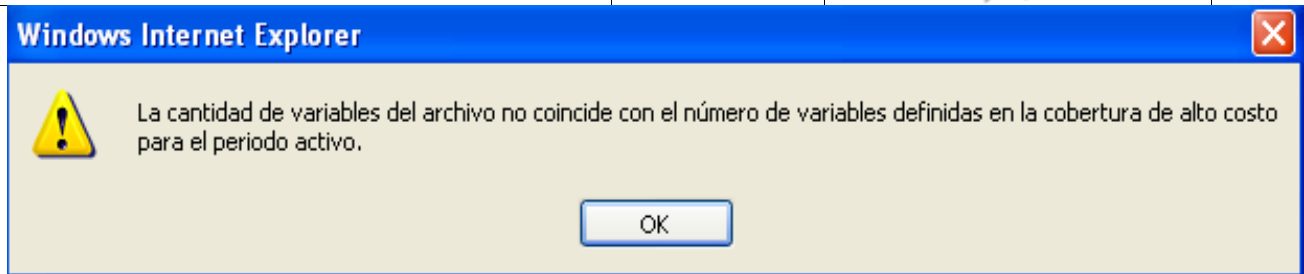 Windows Internet Explorer
La cantidad de variables del archivo no coincide con el número de variables definidas en la cobertura de alto costo
para el periodo activo.
OK